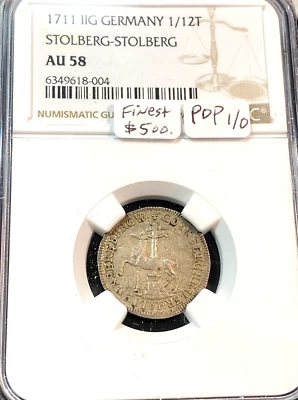 1711 IIG GERMANY 1/12T
STOLBERG-STOLBERG
AU 58
6349618-004
NUMISMATIC GU
C®
Finest
$500.
POP 1/0